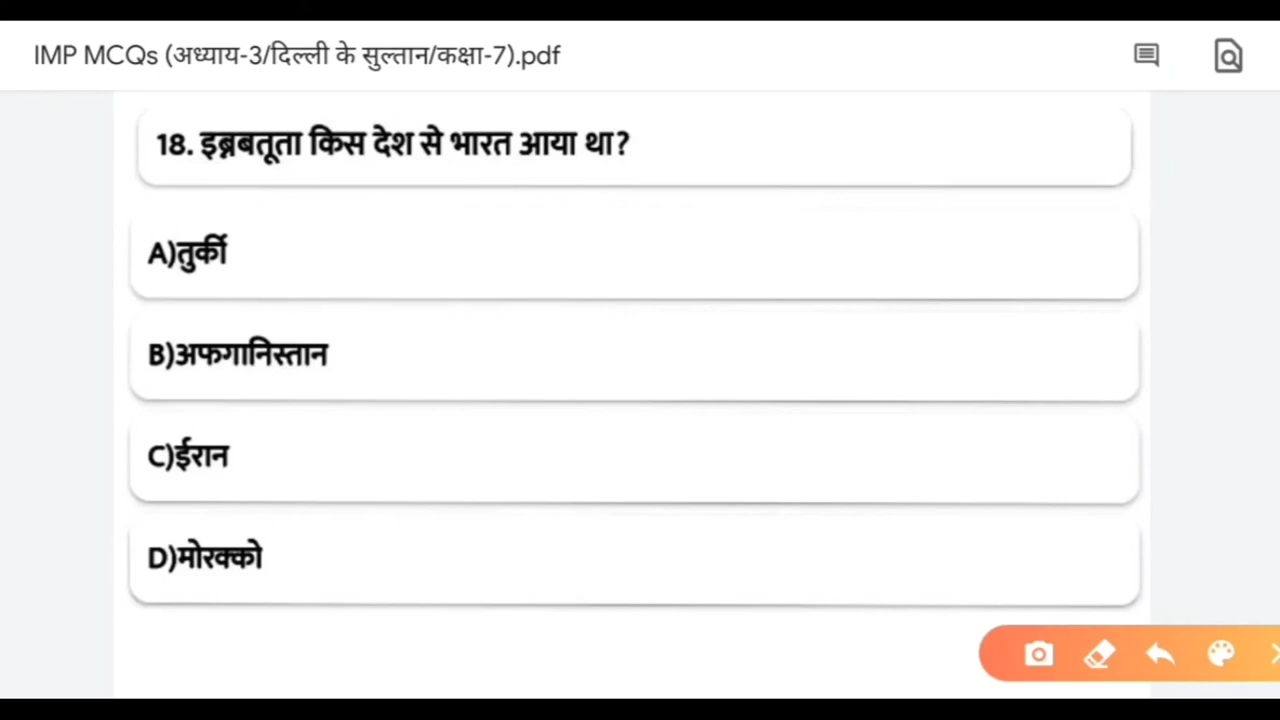 IMP MCQs (अध्याय-3/दिल्ली के सुल्तान/कक्षा-7).pdf
18. इब्नबतूता किस देश से भारत आया था?
A)तुर्की
B)अफगानिस्तान
C)ईरान
D)मोरक्को